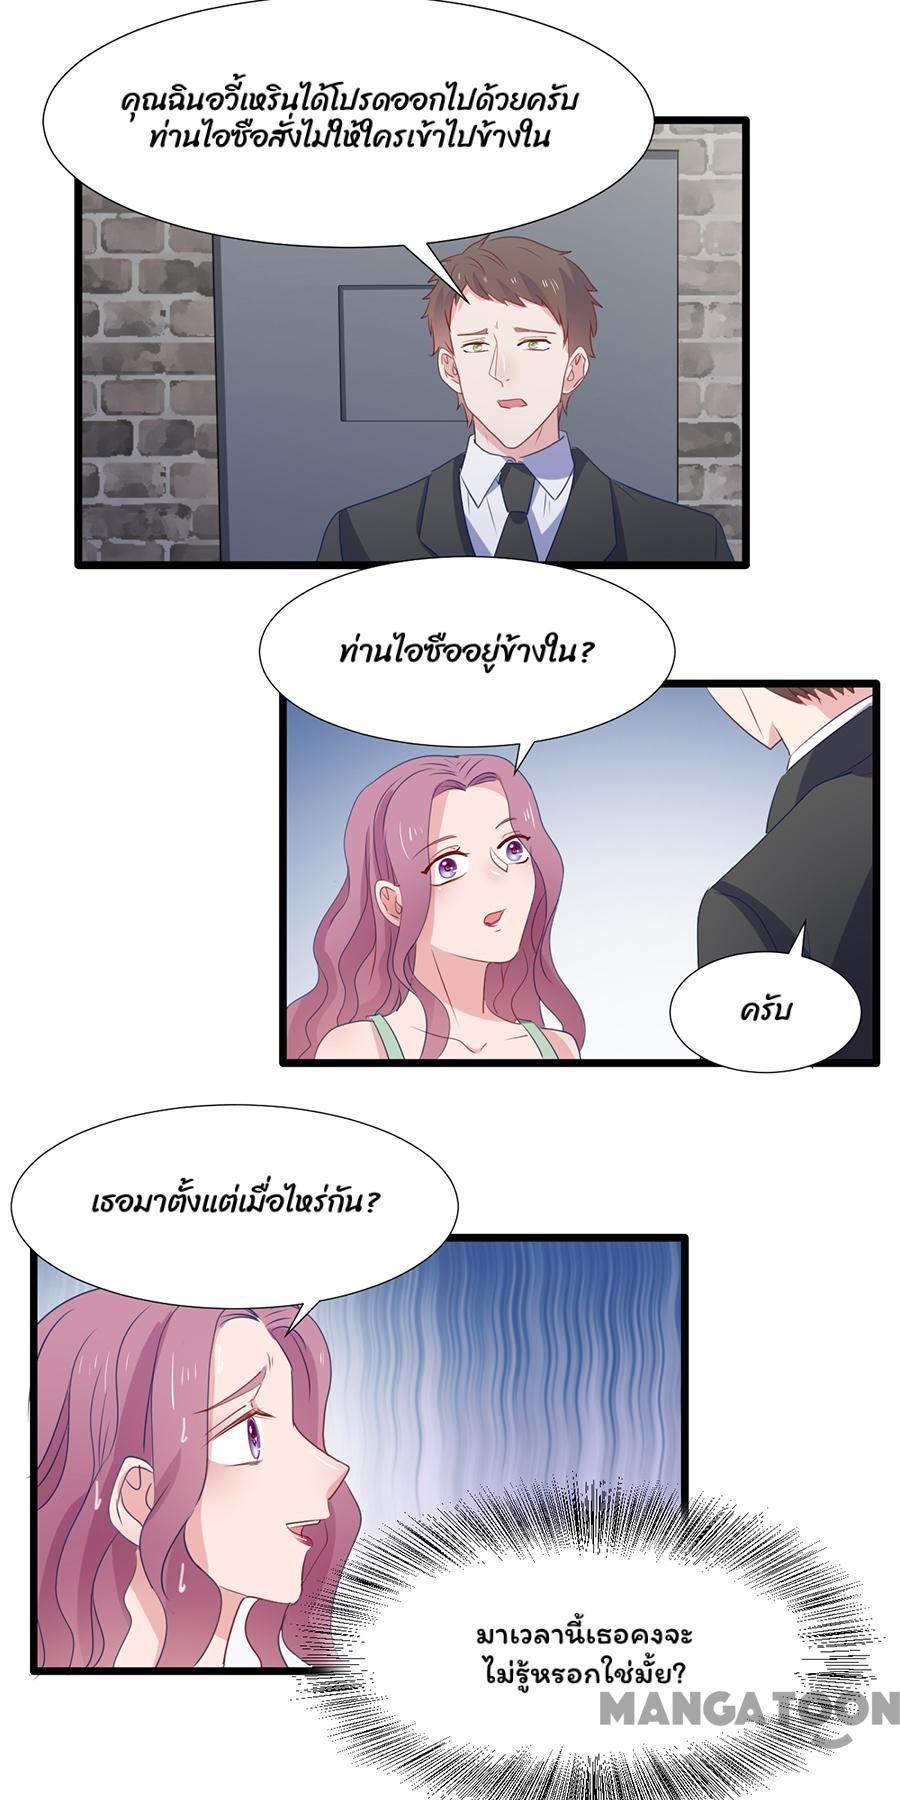 คุณฉินอวี้เหรินได้โปรดออกไปด้วยครับ
ท่านไอซือสั่งไม่ให้ใครเข้าไปข้างใน
ท่านไอซืออยู่ข้างใน?
ครับ
เธอมาตั้งแต่เมื่อไหร่กัน?
มาเวลานี้เธอคงจะ
ไม่รู้หรอกใช่มั้ย?
MANGATOON